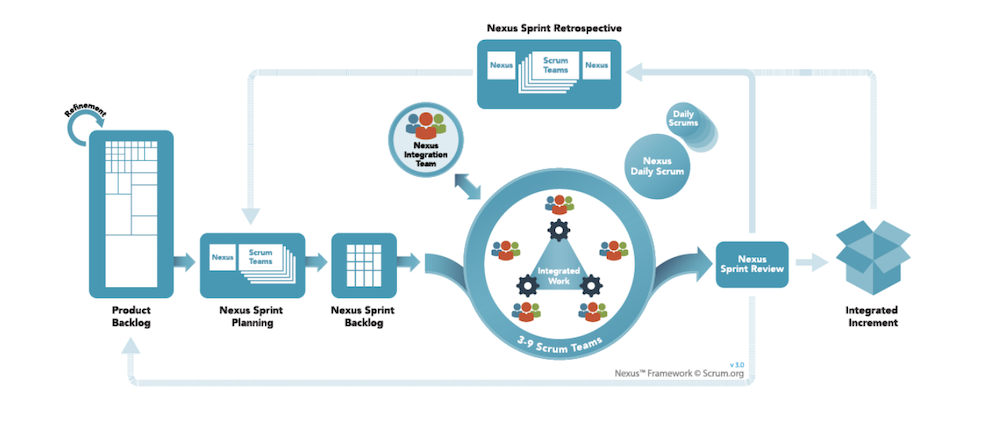 Nexus Sprint Retrospective
Nexus
Scrum
Teams
Nexus
Refinement
Daily
Scrums
Nexus
Integration
Team
Nexus
Daily Scrum
Nexus
Scrum
Teams
Integrated
Work
Nexus
Sprint Review
Product
Backlog
Nexus Sprint
Planning
Nexus Sprint
Backlog
3-9 Scrum Teams
Integrated
Increment
v 3.0
Nexus™ Framework © Scrum.org